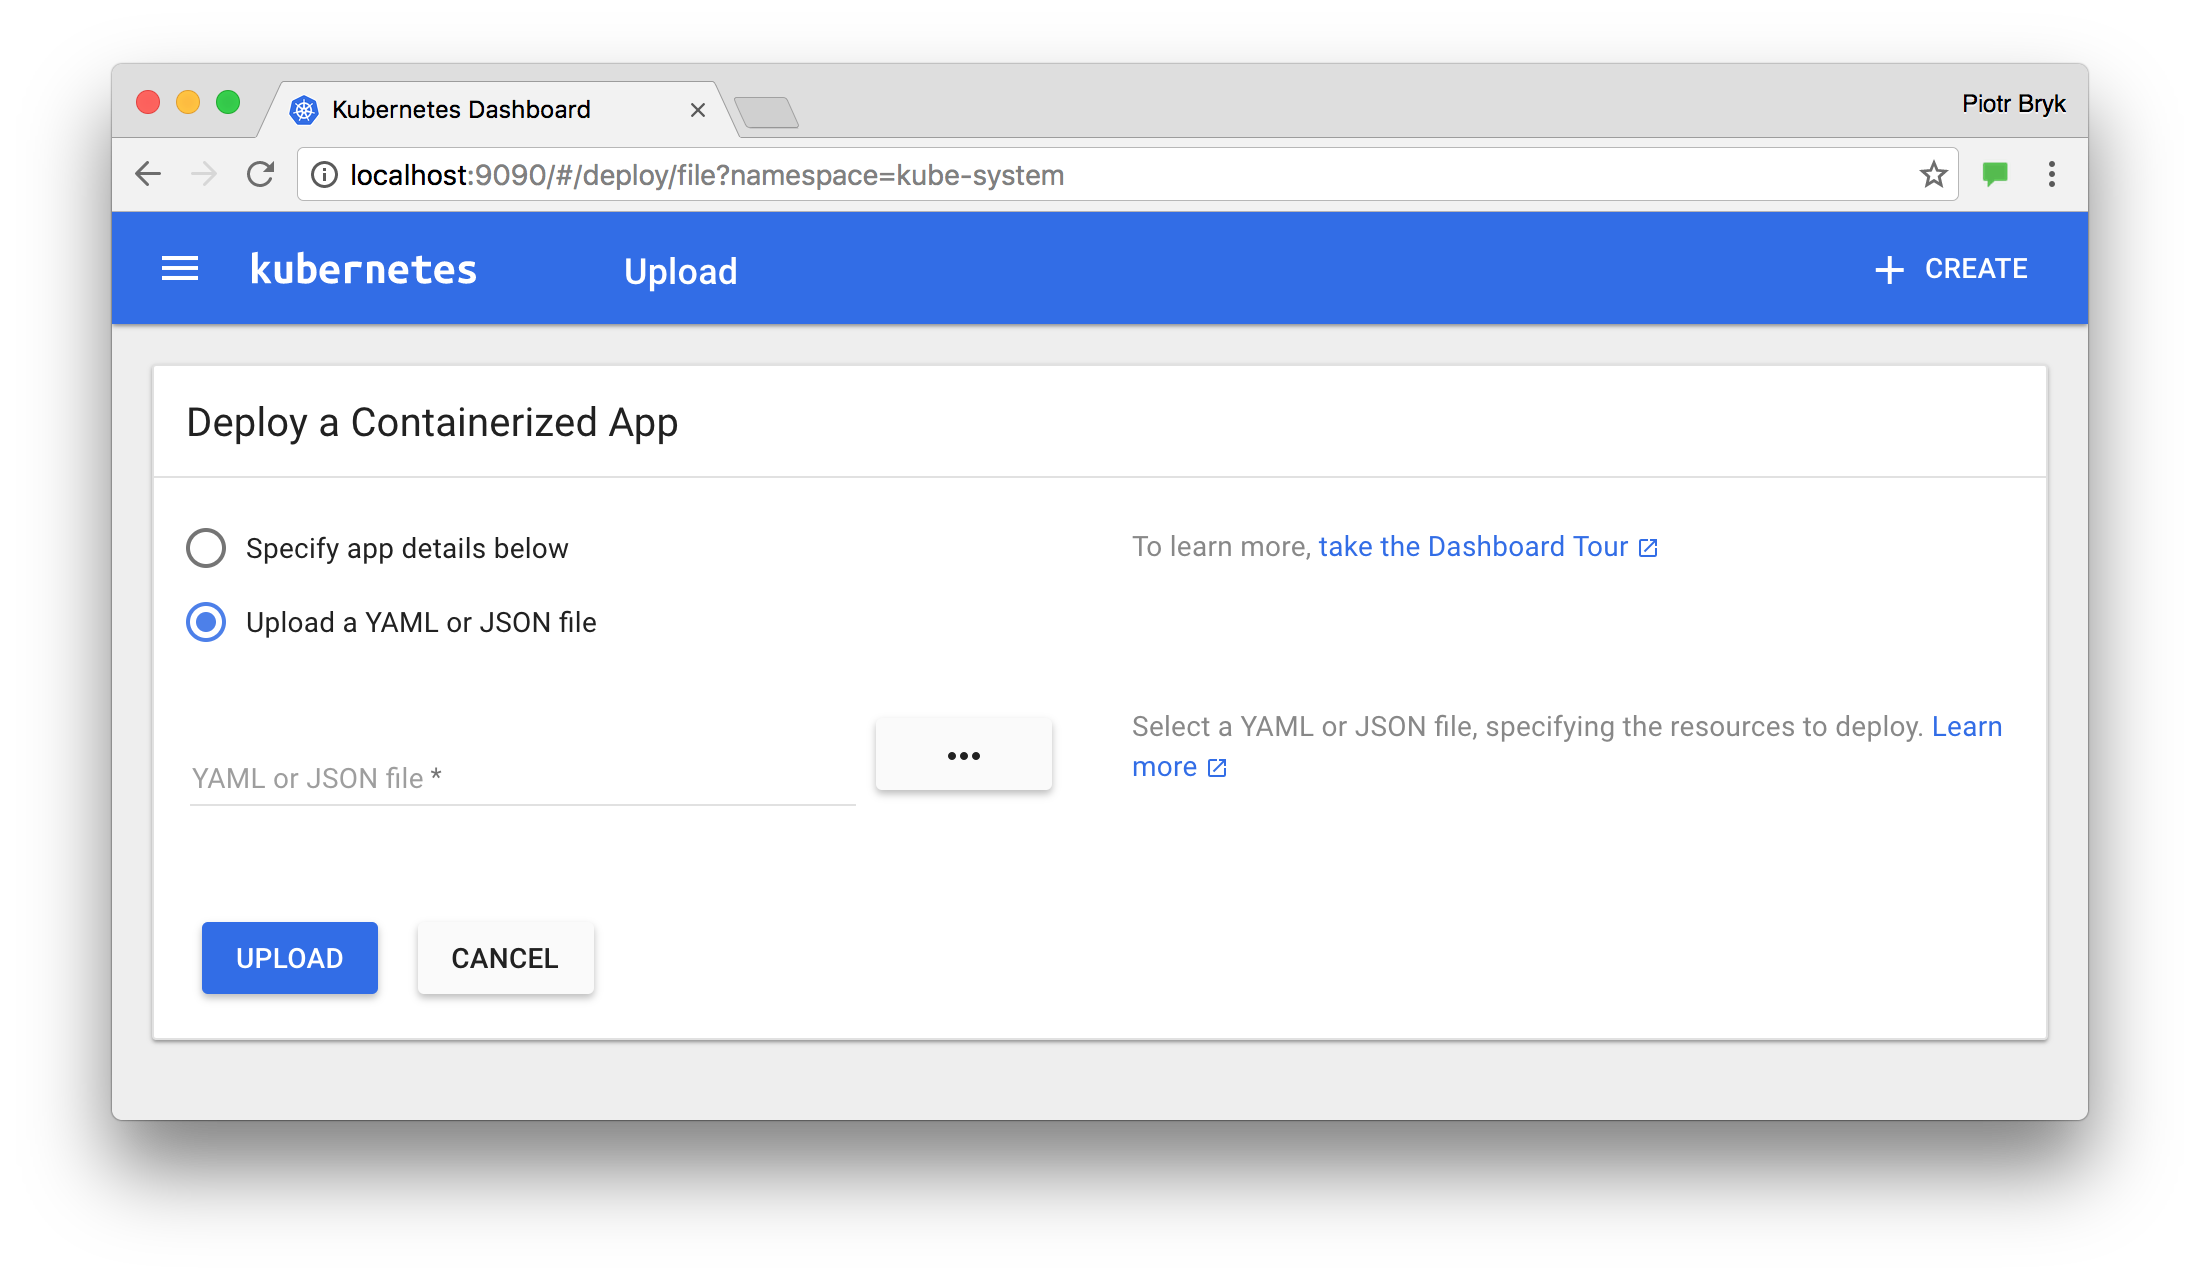 Kubernetes Dashboard
Piotr Bryk
localhost:9090/#/deploy/file?namespace=kube-system
kubernetes
Upload
CREATE
Deploy a Containerized App
Specify app details below
To learn more, take the Dashboard Tour
Upload a YAML or JSON file
Select a YAML or JSON file, specifying the resources to deploy. Learn
more
YAML or JSON file *
UPLOAD
CANCEL